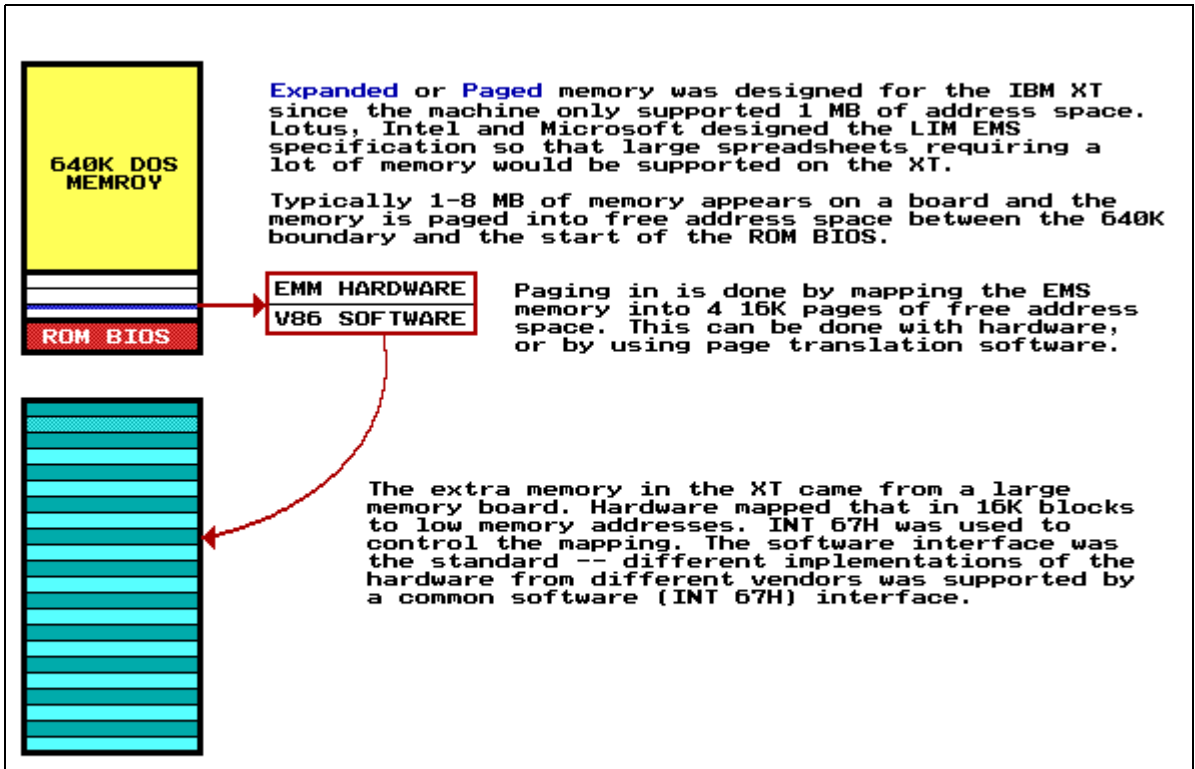 Expanded or Paged memory was designed for the IBM XT
since the machine only supported 1 MB of address space.
Lotus, Intel and Microsoft designed the LIM EMS
specification so that large spreadsheets requiring a
lot of memory would be supported on the XT.
640K DOS
MEMROY
Typically 1-8 MB of memory appears on a board and the
memory is paged into free address space between the 640K
boundary and the start of the ROM BIOS.
EMM HARDWARE
V86 SOFTWARE
ROM BIOS
Paging in is done by mapping the EMS
memory into 4 16K pages of free address
space. This can be done with hardware,
or by using page translation software.
The extra memory in the XT came from a large
memory board. Hardware mapped that in 16K blocks
to low memory addresses. INT 67H was used to
control the mapping. The software interface was
the standard -- different implementations of the
hardware from different vendors was supported by
a common software (INT 67H) interface.